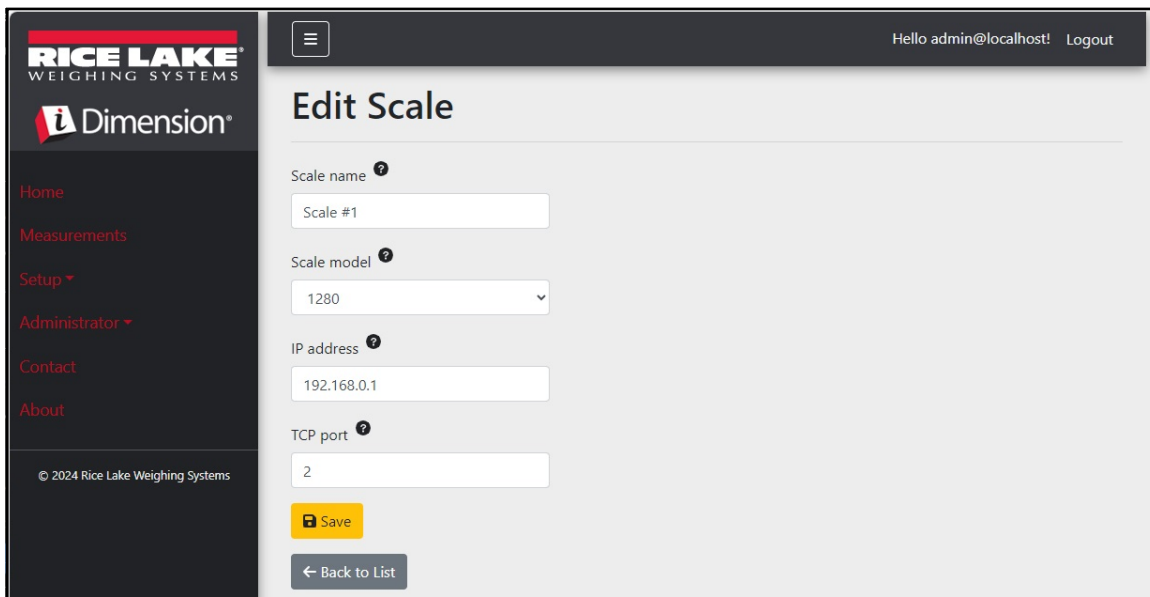 RICE LAKE®
WEIGHING SYSTEMS
i Dimension®
Home
Measurements
Setup
Administrator
Contact
About
© 2024 Rice Lake Weighing Systems
Hello admin@localhost! Logout
Edit Scale
Scale name ?
Scale #1
Scale model ?
1280
IP address ?
192.168.0.1
TCP port ?
2
Save
← Back to List